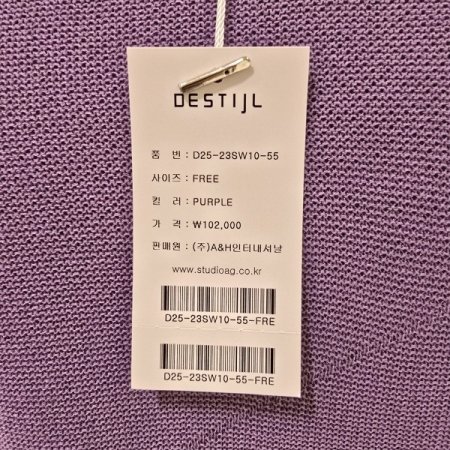 DESTIJL
품 번 : D25-23SW10-55
사이즈 : FREE
컬 러 : PURPLE
가 격 : ₩102,000
판매원 : (주)A&H인터내셔날
www.studioag.co.kr
D25-23SW10-55-FRE
D25-23SW10-55-FRE